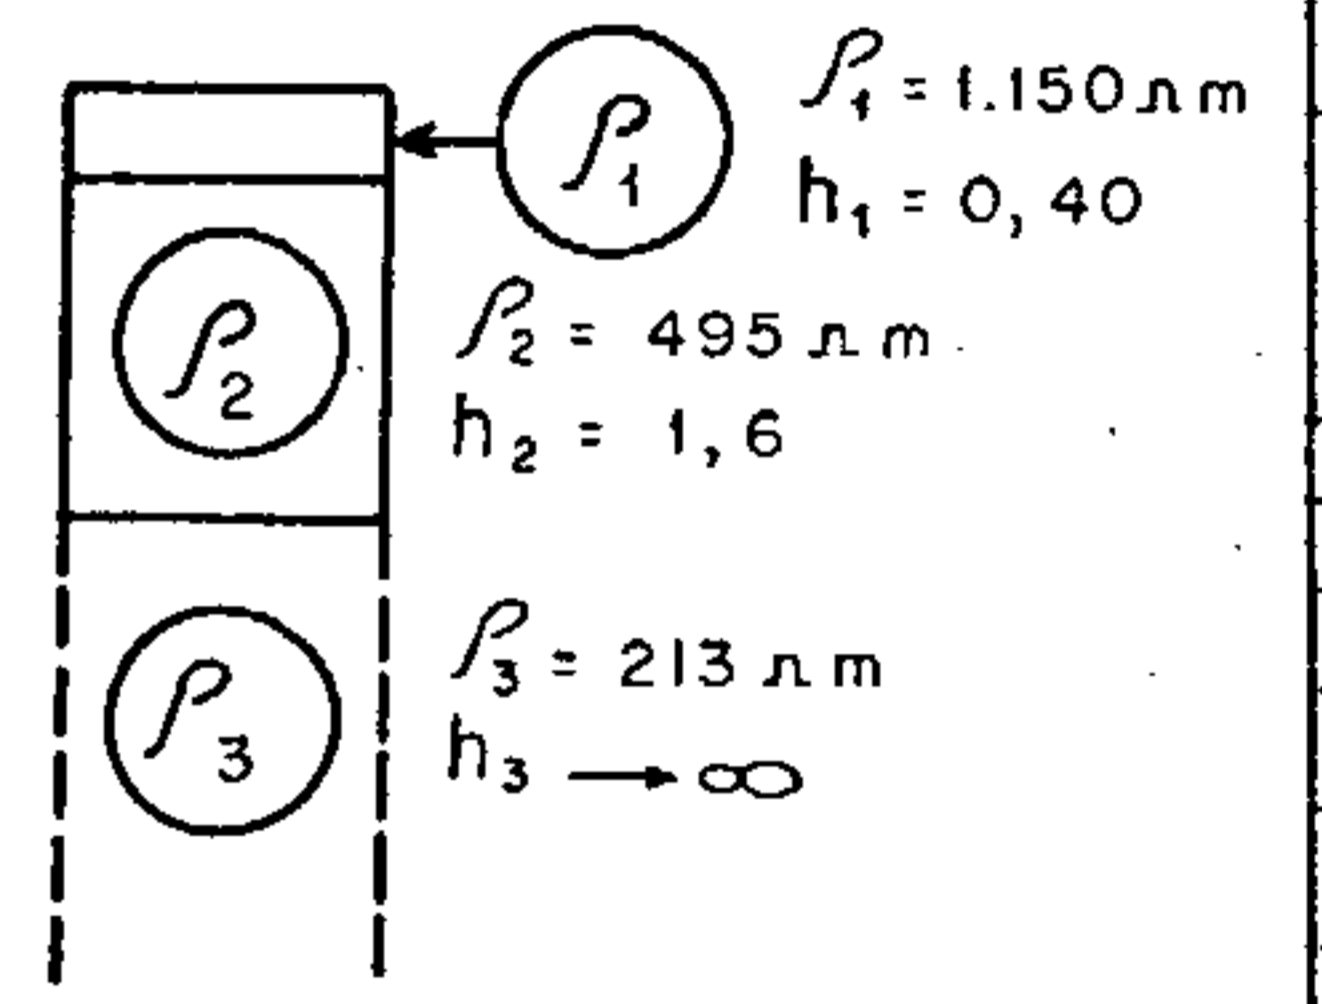 ρ1
ρ1 = 1.150 Ω m
h1 = 0, 40
ρ2
ρ2 = 495 Ω m
h2 = 1, 6
ρ3
ρ3 = 213 Ω m
h3 → ∞